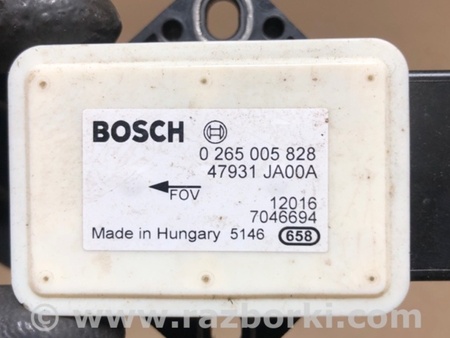 BOSCH
0 265 005 828
47931 JA00A
FOV
12016
7046694
Made in Hungary 5146 658
www.razborki.com